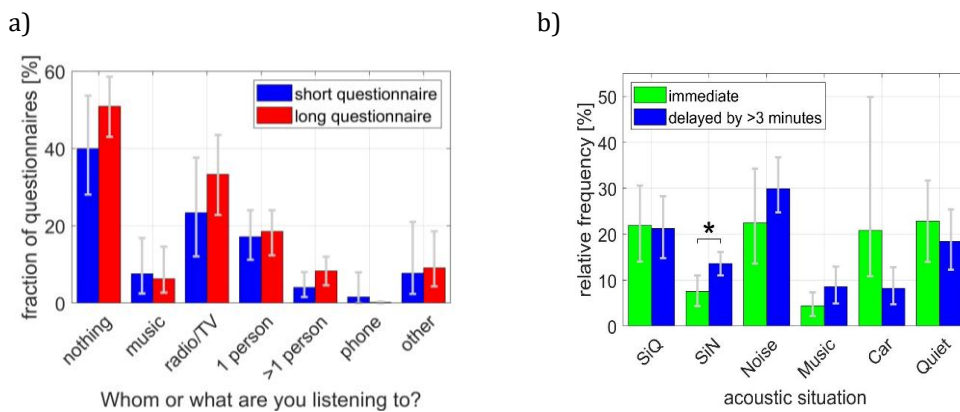 a)
fraction of questionnaires [%]
60
40
20
0
short questionnaire
long questionnaire
nothing
music
radio/TV
1 person
>1 person
phone
other
Whom or what are you listening to?
b)
relative frequency [%]
50
40
30
20
10
0
immediate
delayed by >3 minutes
*
SiQ
SiN
Noise
Music
Car
Quiet
acoustic situation